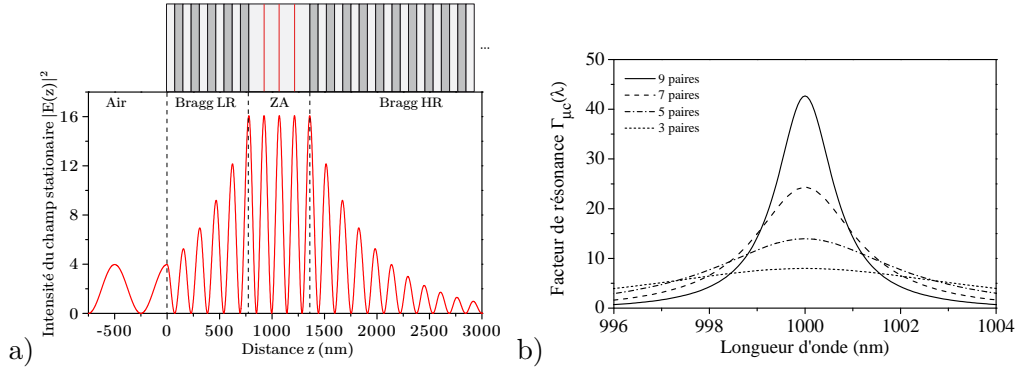 ...
Air
Bragg LR
ZA
Bragg HR
16
12
8
4
0
-500
0
500
1000
1500
2000
2500
3000
Intensité du champ stationaire |E(z)|²
Distance z (nm)
a)
50
40
30
20
10
0
9 paires
7 paires
5 paires
3 paires
996
998
1000
1002
1004
Facteur de résonance Γμc(λ)
Longueur d'onde (nm)
b)